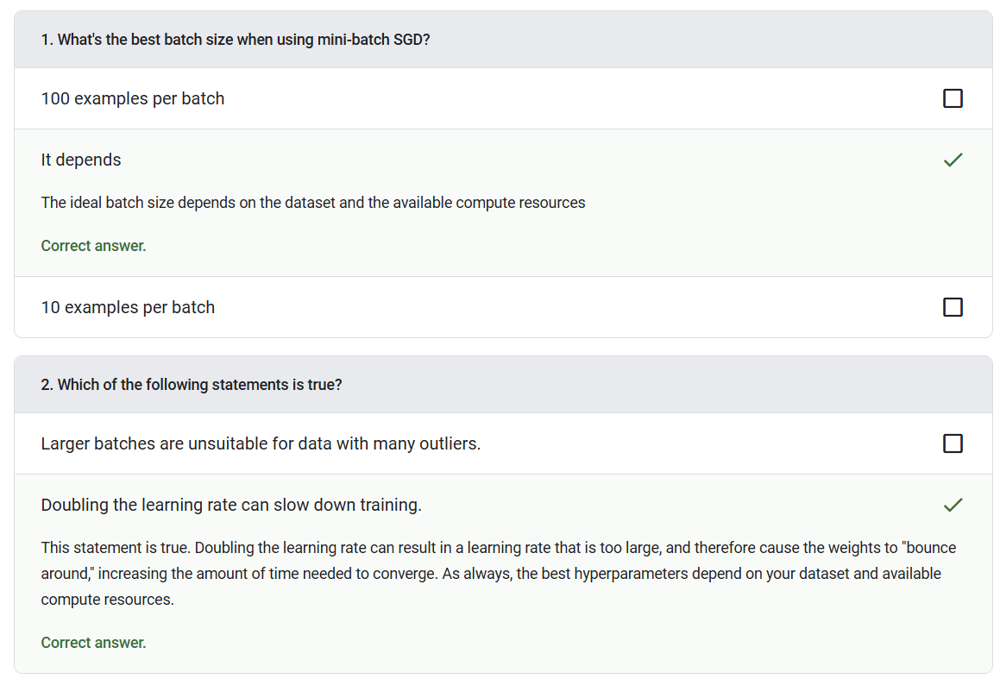 1. What's the best batch size when using mini-batch SGD?
100 examples per batch
It depends
The ideal batch size depends on the dataset and the available compute resources
Correct answer.
10 examples per batch
2. Which of the following statements is true?
Larger batches are unsuitable for data with many outliers.
Doubling the learning rate can slow down training.
This statement is true. Doubling the learning rate can result in a learning rate that is too large, and therefore cause the weights to "bounce
around," increasing the amount of time needed to converge. As always, the best hyperparameters depend on your dataset and available
compute resources.
Correct answer.